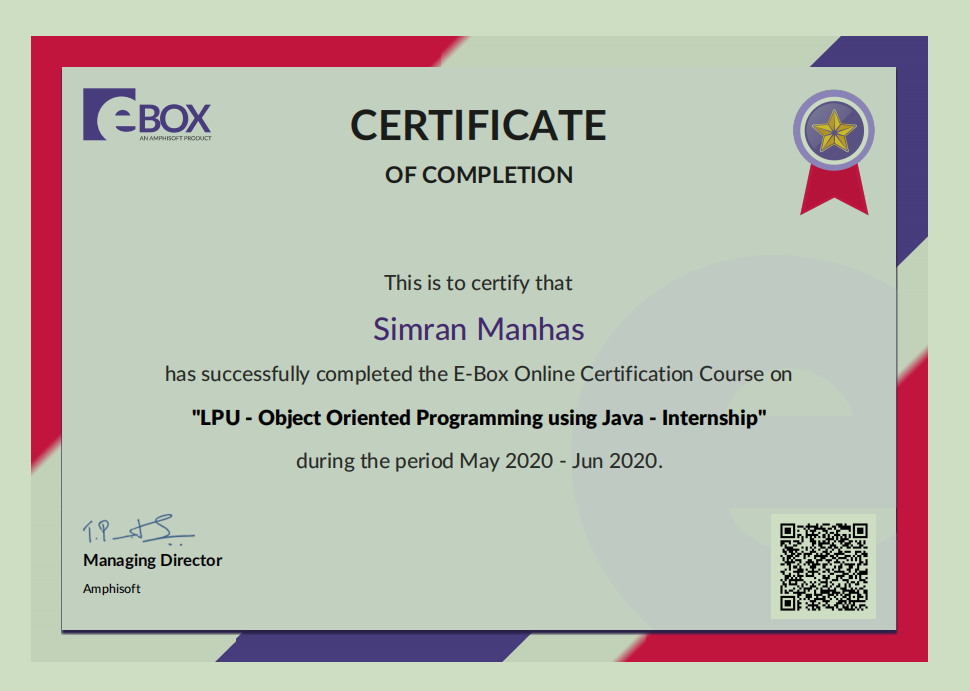 eBOX
AN AMPHISOFT PRODUCT
CERTIFICATE
OF COMPLETION
This is to certify that
Simran Manhas
has successfully completed the E-Box Online Certification Course on
"LPU - Object Oriented Programming using Java - Internship"
during the period May 2020 - Jun 2020.
T.P
Managing Director
Amphisoft